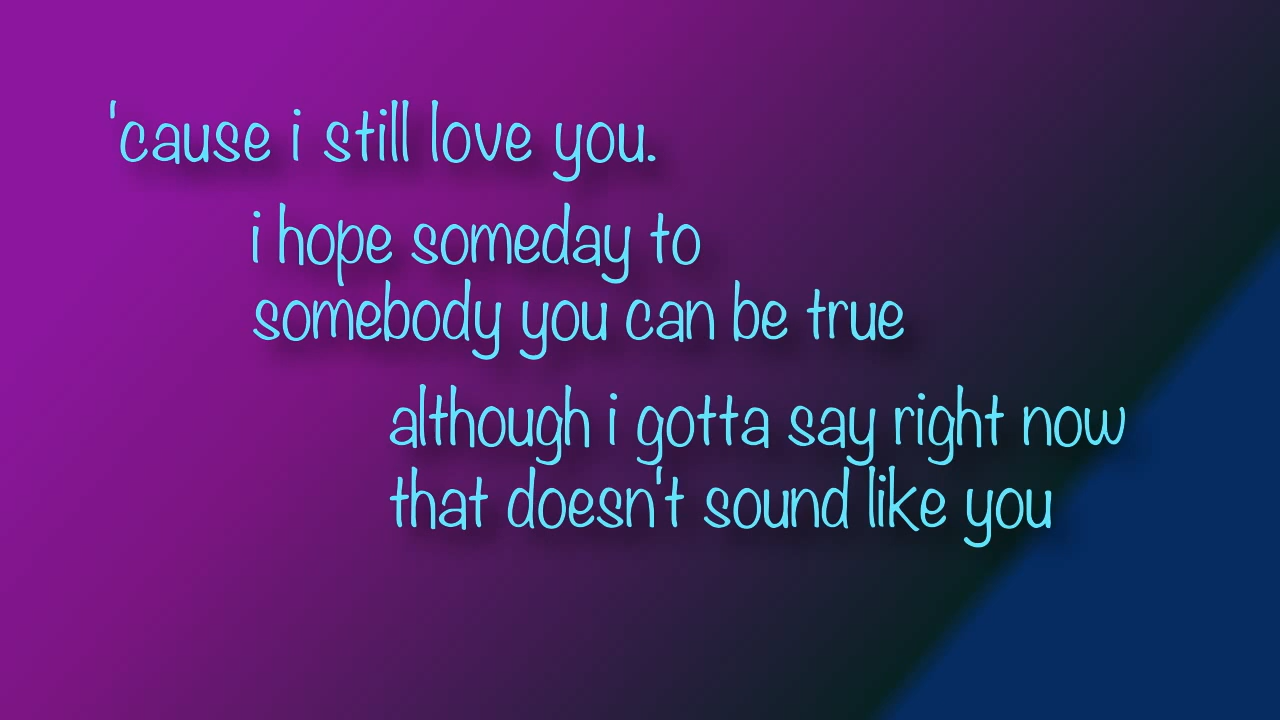 'cause i still love you.
i hope someday to
somebody you can be true
although i gotta say right now
that doesn't sound like you